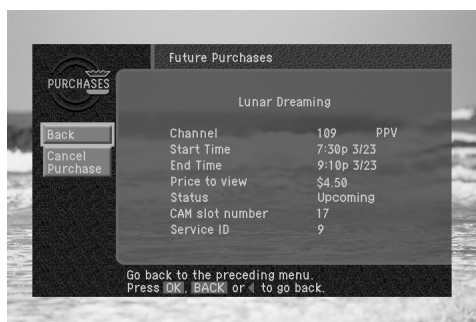 Future Purchases
PURCHASES
Lunar Dreaming
Back
Cancel
Purchase
Channel 109 PPV
Start Time 7:30p 3/23
End Time 9:10p 3/23
Price to view $4.50
Status Upcoming
CAM slot number 17
Service ID 9
Go back to the preceding menu.
Press OK, BACK or ◀ to go back.